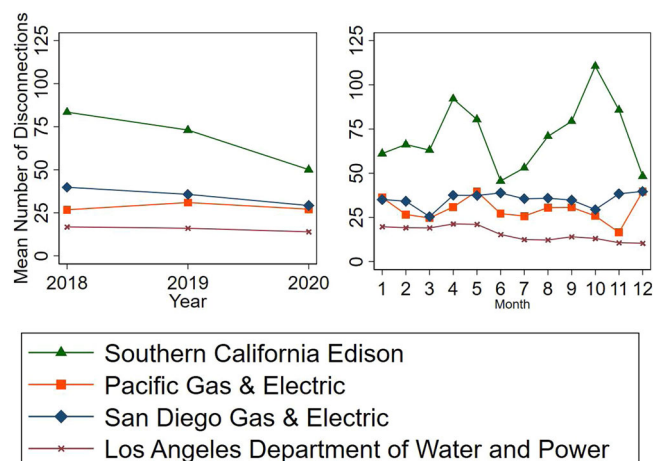 Mean Number of Disconnections
125
100
75
50
25
0
2018 2019 2020
Year
125
100
75
50
25
0
1 2 3 4 5 6 7 8 9 10 11 12
Month
Southern California Edison
Pacific Gas & Electric
San Diego Gas & Electric
Los Angeles Department of Water and Power